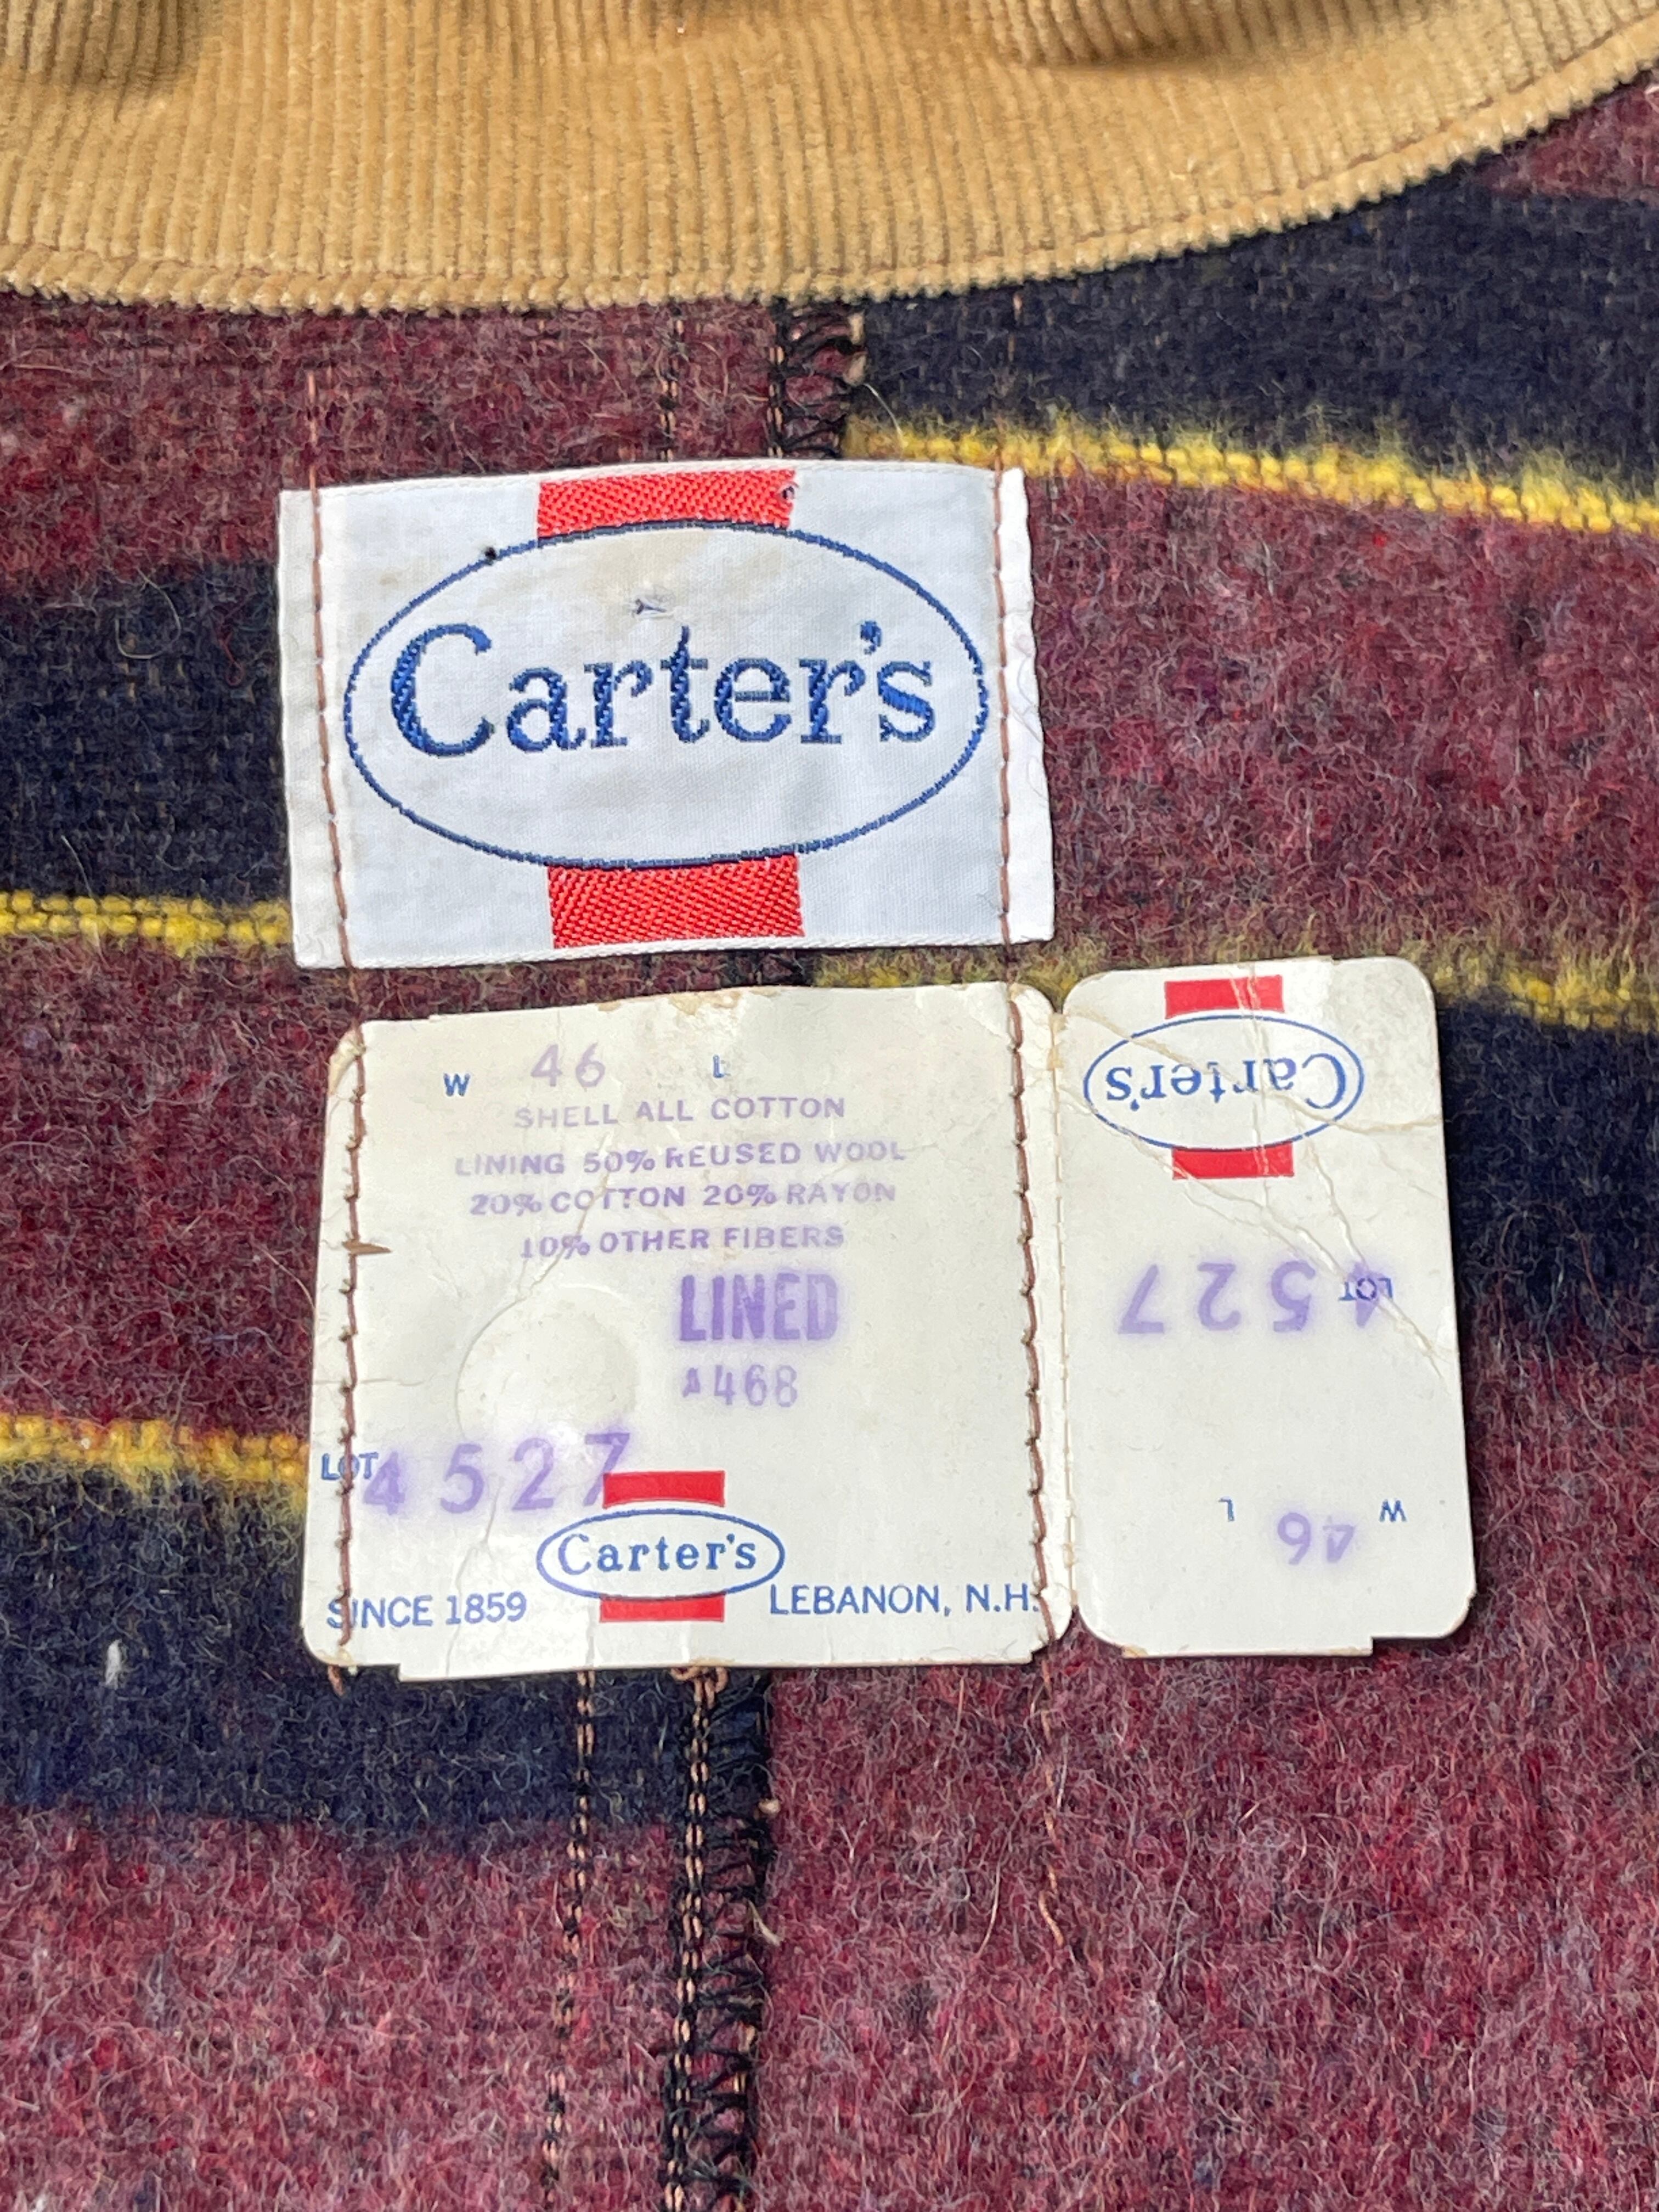 Carter's
W 46 L
SHELL ALL COTTON
LINING 50% REUSED WOOL
20% COTTON 20% RAYON
10% OTHER FIBERS
LINED
A468
LOT 4527
Carter's
SINCE 1859 LEBANON, N.H.
Carter's
LOT 4527
W 46 L